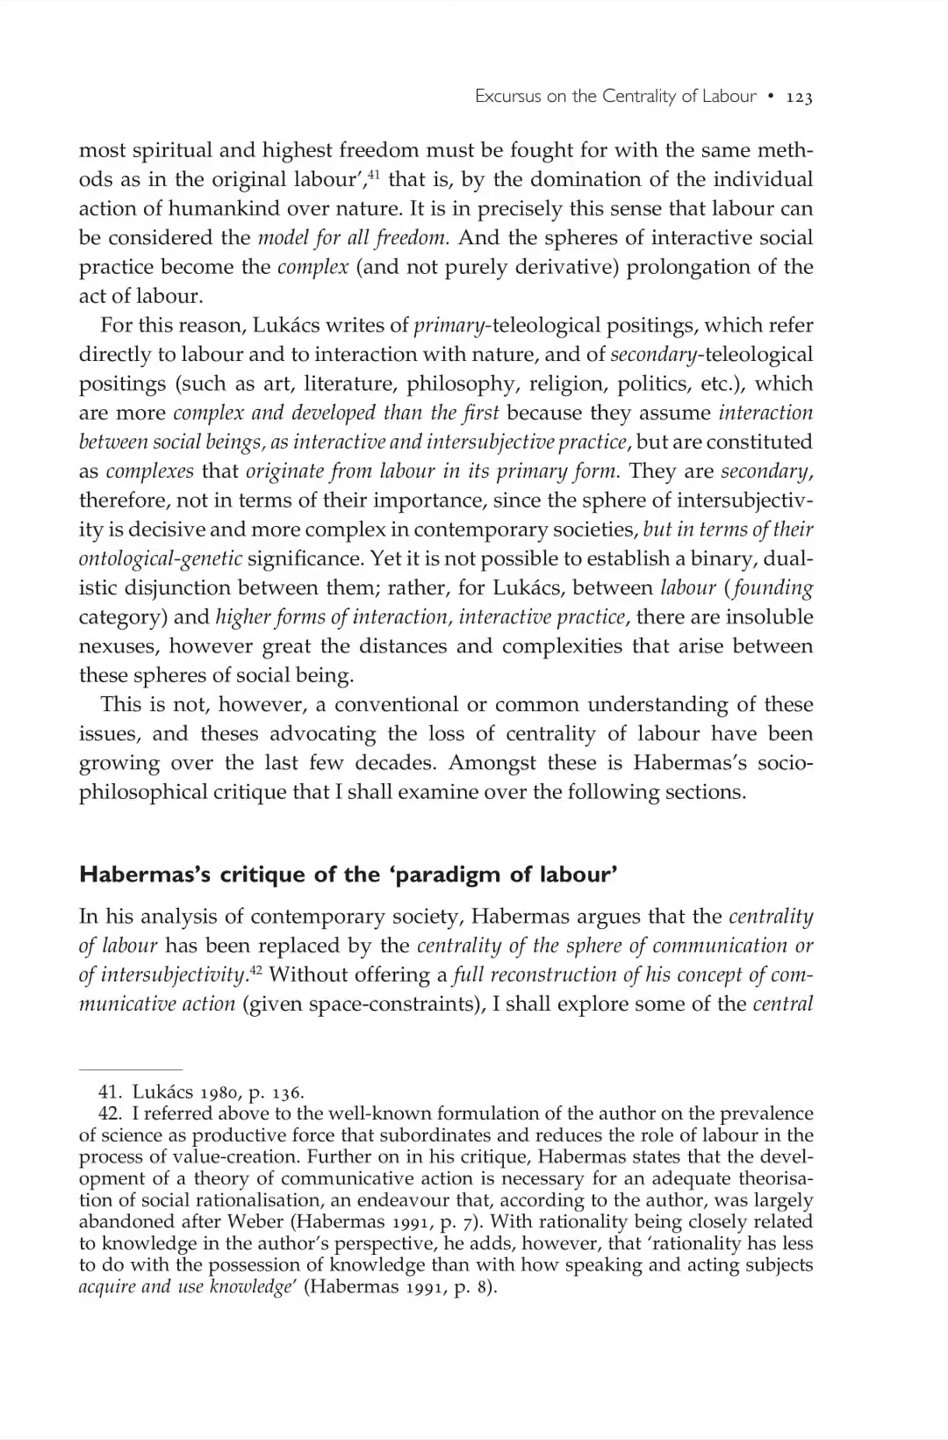 Excursus on the Centrality of Labour • 123
most spiritual and highest freedom must be fought for with the same meth-
ods as in the original labour’,41 that is, by the domination of the individual
action of humankind over nature. It is in precisely this sense that labour can
be considered the model for all freedom. And the spheres of interactive social
practice become the complex (and not purely derivative) prolongation of the
act of labour.
For this reason, Lukács writes of primary-teleological positings, which refer
directly to labour and to interaction with nature, and of secondary-teleological
positings (such as art, literature, philosophy, religion, politics, etc.), which
are more complex and developed than the first because they assume interaction
between social beings, as interactive and intersubjective practice, but are constituted
as complexes that originate from labour in its primary form. They are secondary,
therefore, not in terms of their importance, since the sphere of intersubjectiv-
ity is decisive and more complex in contemporary societies, but in terms of their
ontological-genetic significance. Yet it is not possible to establish a binary, dual-
istic disjunction between them; rather, for Lukács, between labour (founding
category) and higher forms of interaction, interactive practice, there are insoluble
nexuses, however great the distances and complexities that arise between
these spheres of social being.
This is not, however, a conventional or common understanding of these
issues, and theses advocating the loss of centrality of labour have been
growing over the last few decades. Amongst these is Habermas’s socio-
philosophical critique that I shall examine over the following sections.
Habermas’s critique of the ‘paradigm of labour’
In his analysis of contemporary society, Habermas argues that the centrality
of labour has been replaced by the centrality of the sphere of communication or
of intersubjectivity.42 Without offering a full reconstruction of his concept of com-
municative action (given space-constraints), I shall explore some of the central
41. Lukács 1980, p. 136.
42. I referred above to the well-known formulation of the author on the prevalence
of science as productive force that subordinates and reduces the role of labour in the
process of value-creation. Further on in his critique, Habermas states that the devel-
opment of a theory of communicative action is necessary for an adequate theorisa-
tion of social rationalisation, an endeavour that, according to the author, was largely
abandoned after Weber (Habermas 1991, p. 7). With rationality being closely related
to knowledge in the author’s perspective, he adds, however, that ‘rationality has less
to do with the possession of knowledge than with how speaking and acting subjects
acquire and use knowledge’ (Habermas 1991, p. 8).